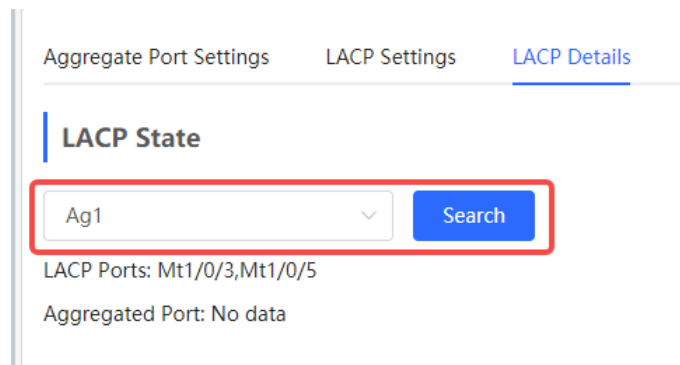 Aggregate Port Settings LACP Settings LACP Details
LACP State
Ag1 Search
LACP Ports: Mt1/0/3,Mt1/0/5
Aggregated Port: No data